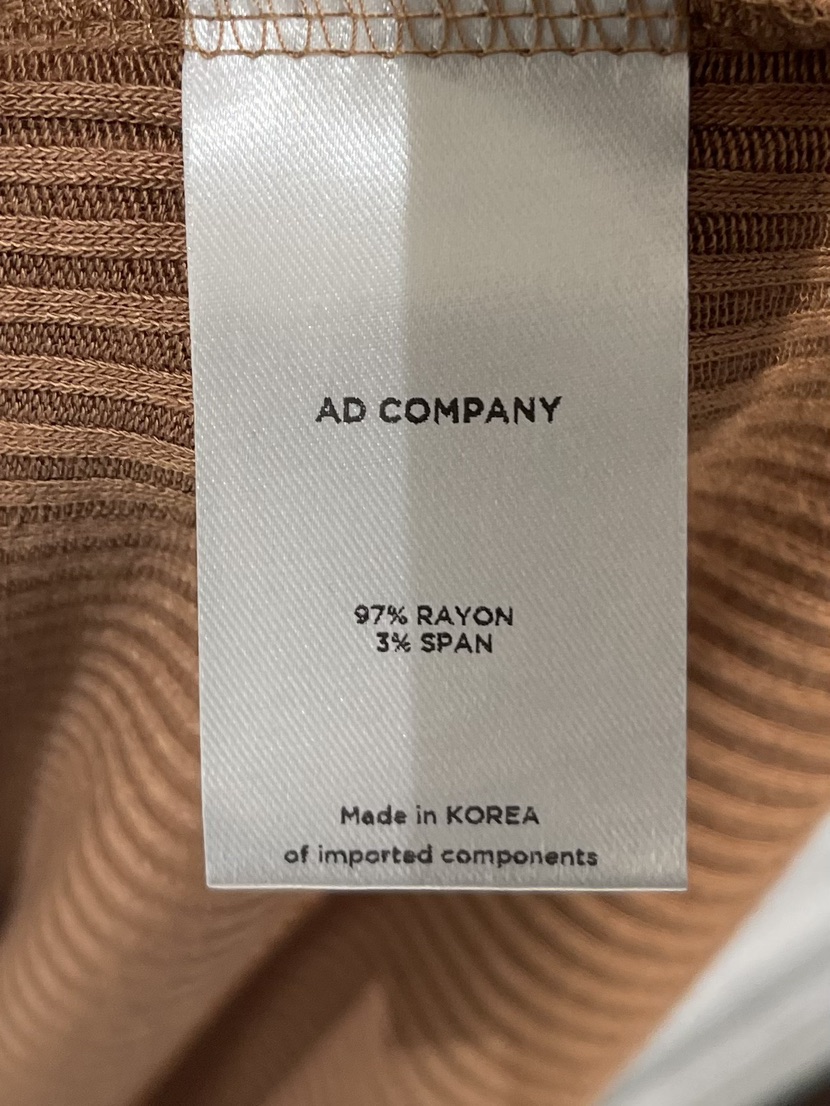 AD COMPANY
97% RAYON
3% SPAN
Made in KOREA
of imported components